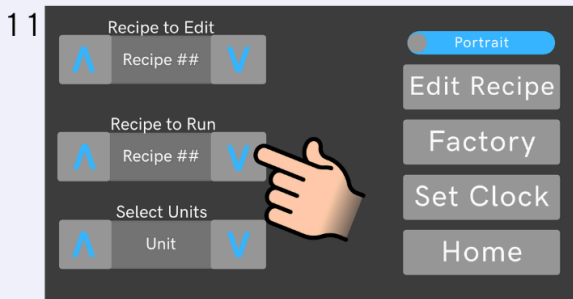 11
Recipe to Edit
Recipe ##
Recipe to Run
Recipe ##
Select Units
Unit
Portrait
Edit Recipe
Factory
Set Clock
Home